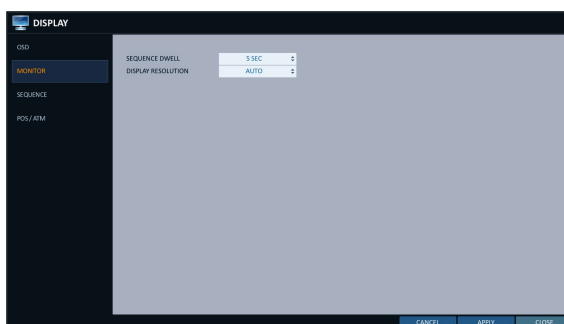 DISPLAY
OSD
MONITOR
SEQUENCE
POS / ATM
SEQUENCE DWELL 5 SEC
DISPLAY RESOLUTION AUTO
CANCEL APPLY CLOSE